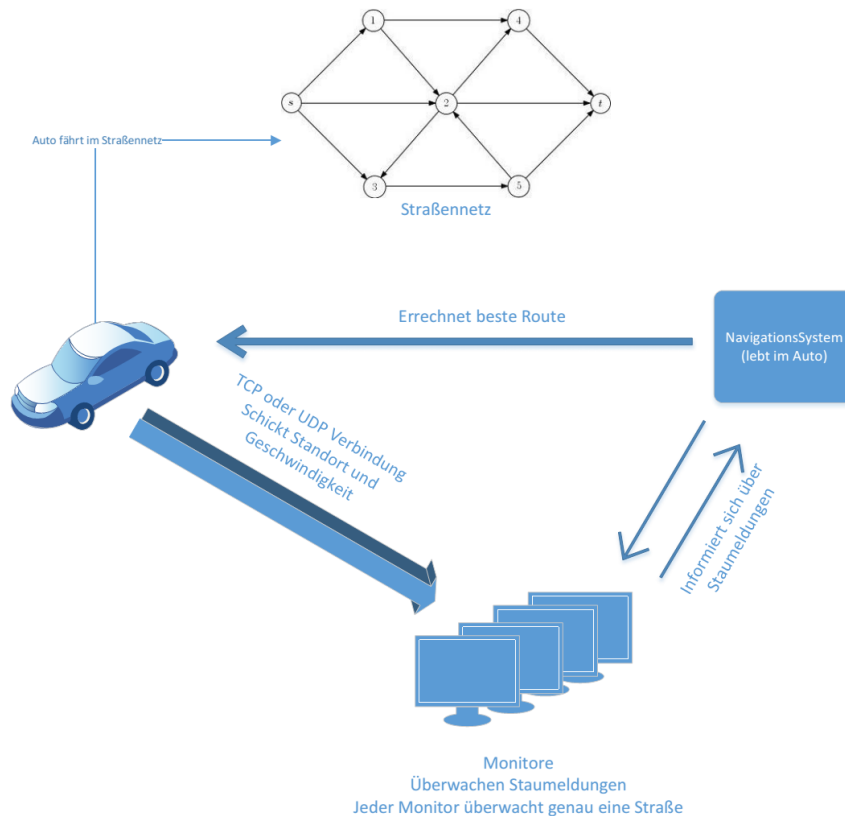 1
4
s
2
t
Auto fährt im Straßennetz
3
5
Straßennetz
Errechnet beste Route
NavigationsSystem
(lebt im Auto)
TCP oder UDP Verbindung
Schickt Standort und
Geschwindigkeit
Informiert sich über
Staumeldungen
Monitore
Überwachen Staumeldungen
Jeder Monitor überwacht genau eine Straße